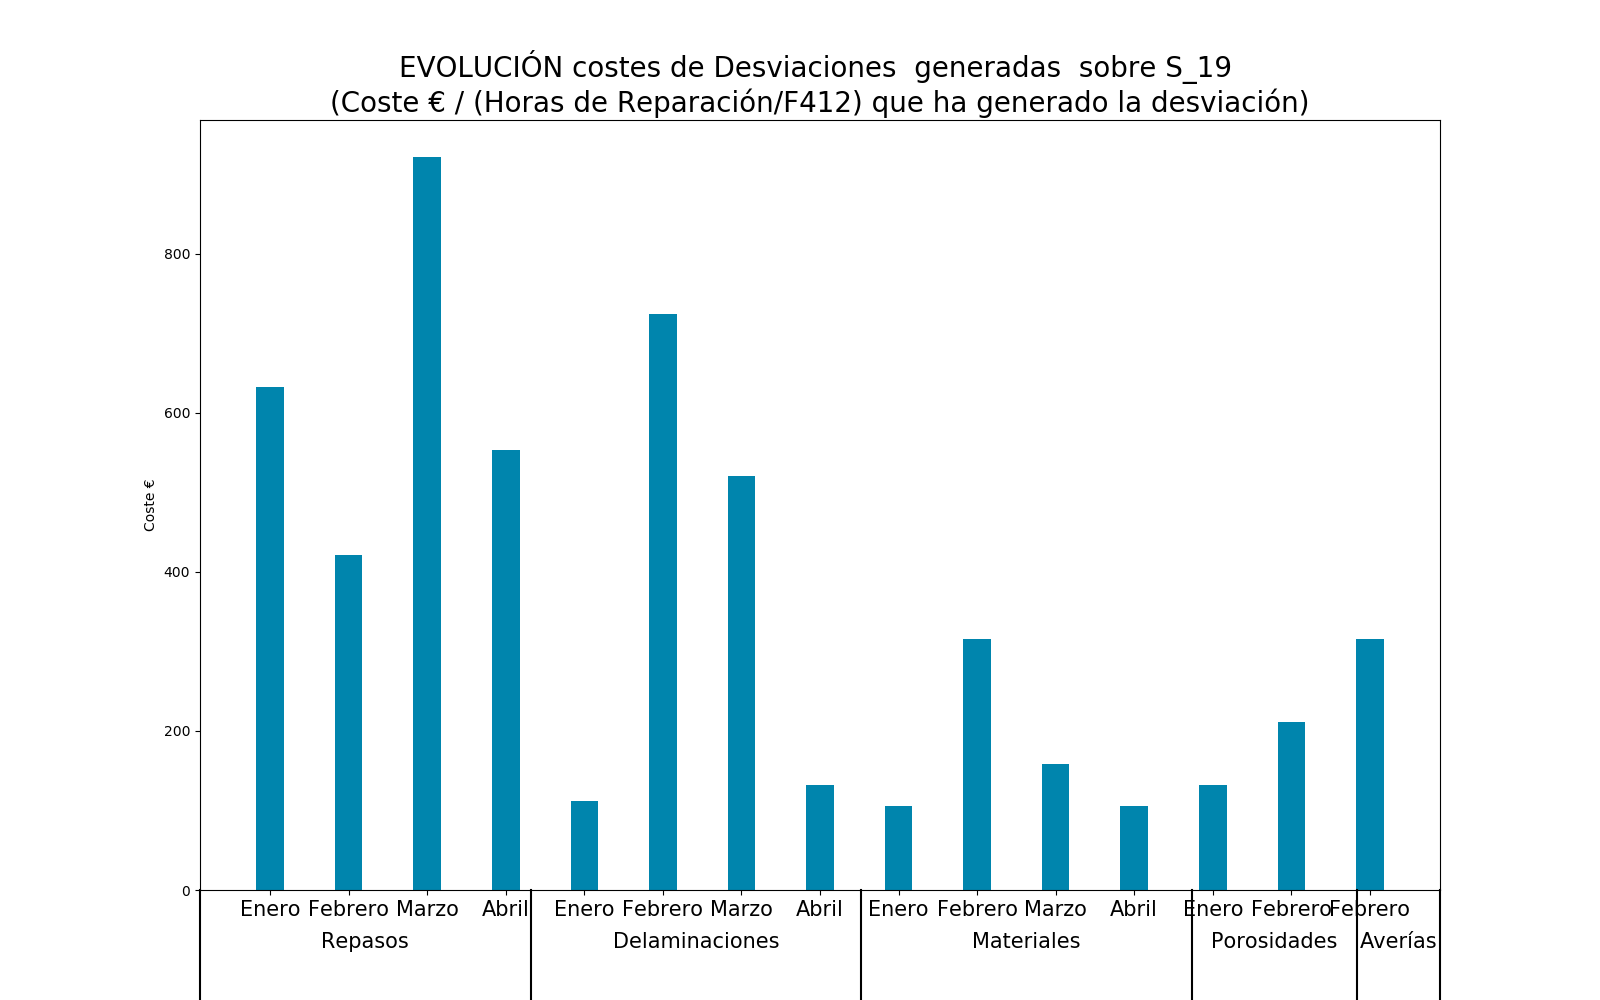 EVOLUCIÓN costes de Desviaciones  generadas  sobre S_19
(Coste € / (Horas de Reparación/F412) que ha generado la desviación)
800
600
400
200
0
Coste €
Enero Febrero Marzo Abril Enero Febrero Marzo Abril Enero Febrero Marzo Abril Enero Febrero Febrero
Repasos Delaminaciones Materiales Porosidades Averías